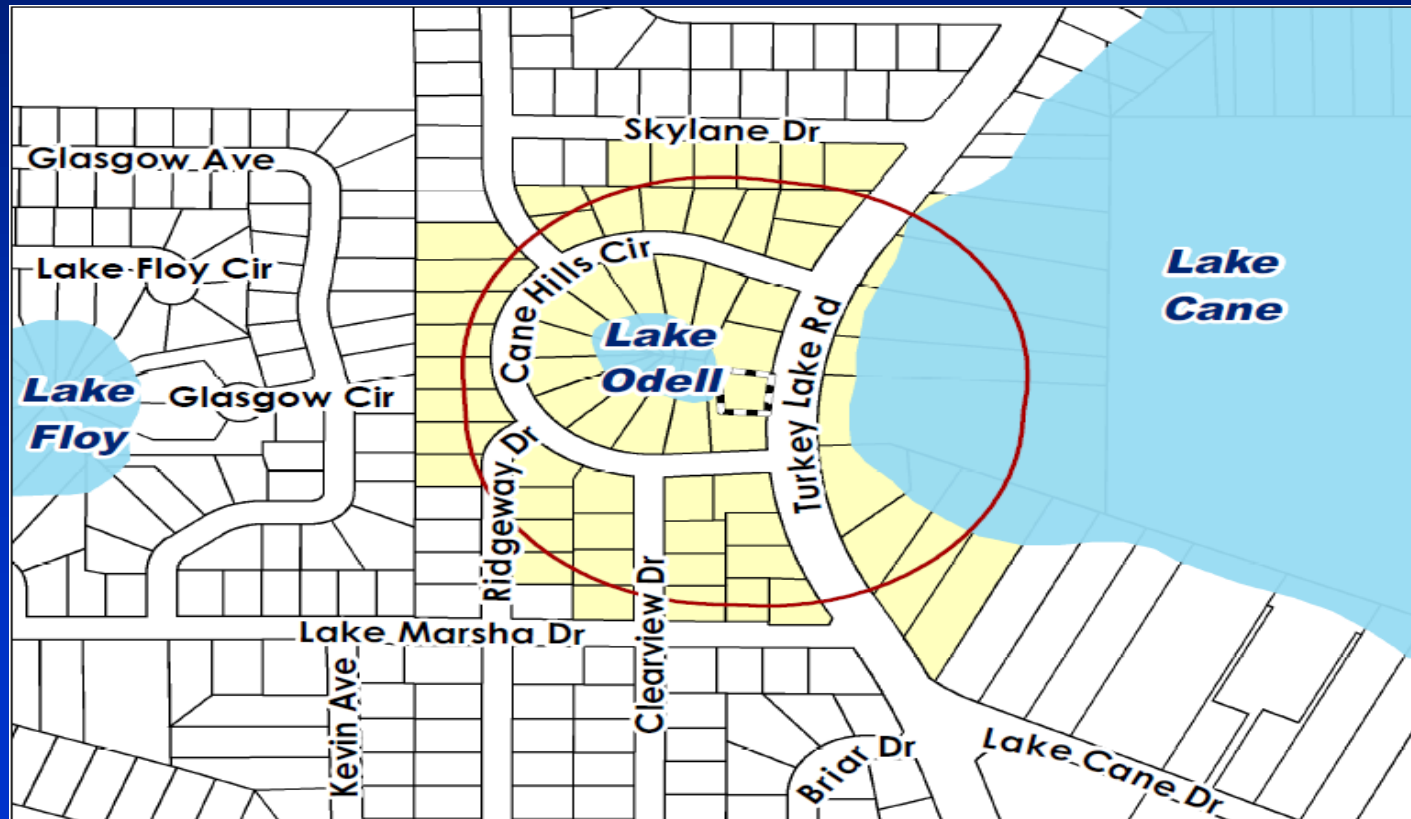 Skylane Dr
Glasgow Ave
Lake Floy Cir
Cane Hills Cir
Lake
Cane
Lake
Odell
Turkey Lake Rd
Lake
Floy
Glasgow Cir
Ridgeway Dr
Clearview Dr
Lake Marsha Dr
Kevin Ave
Briar Dr
Lake Cane Dr